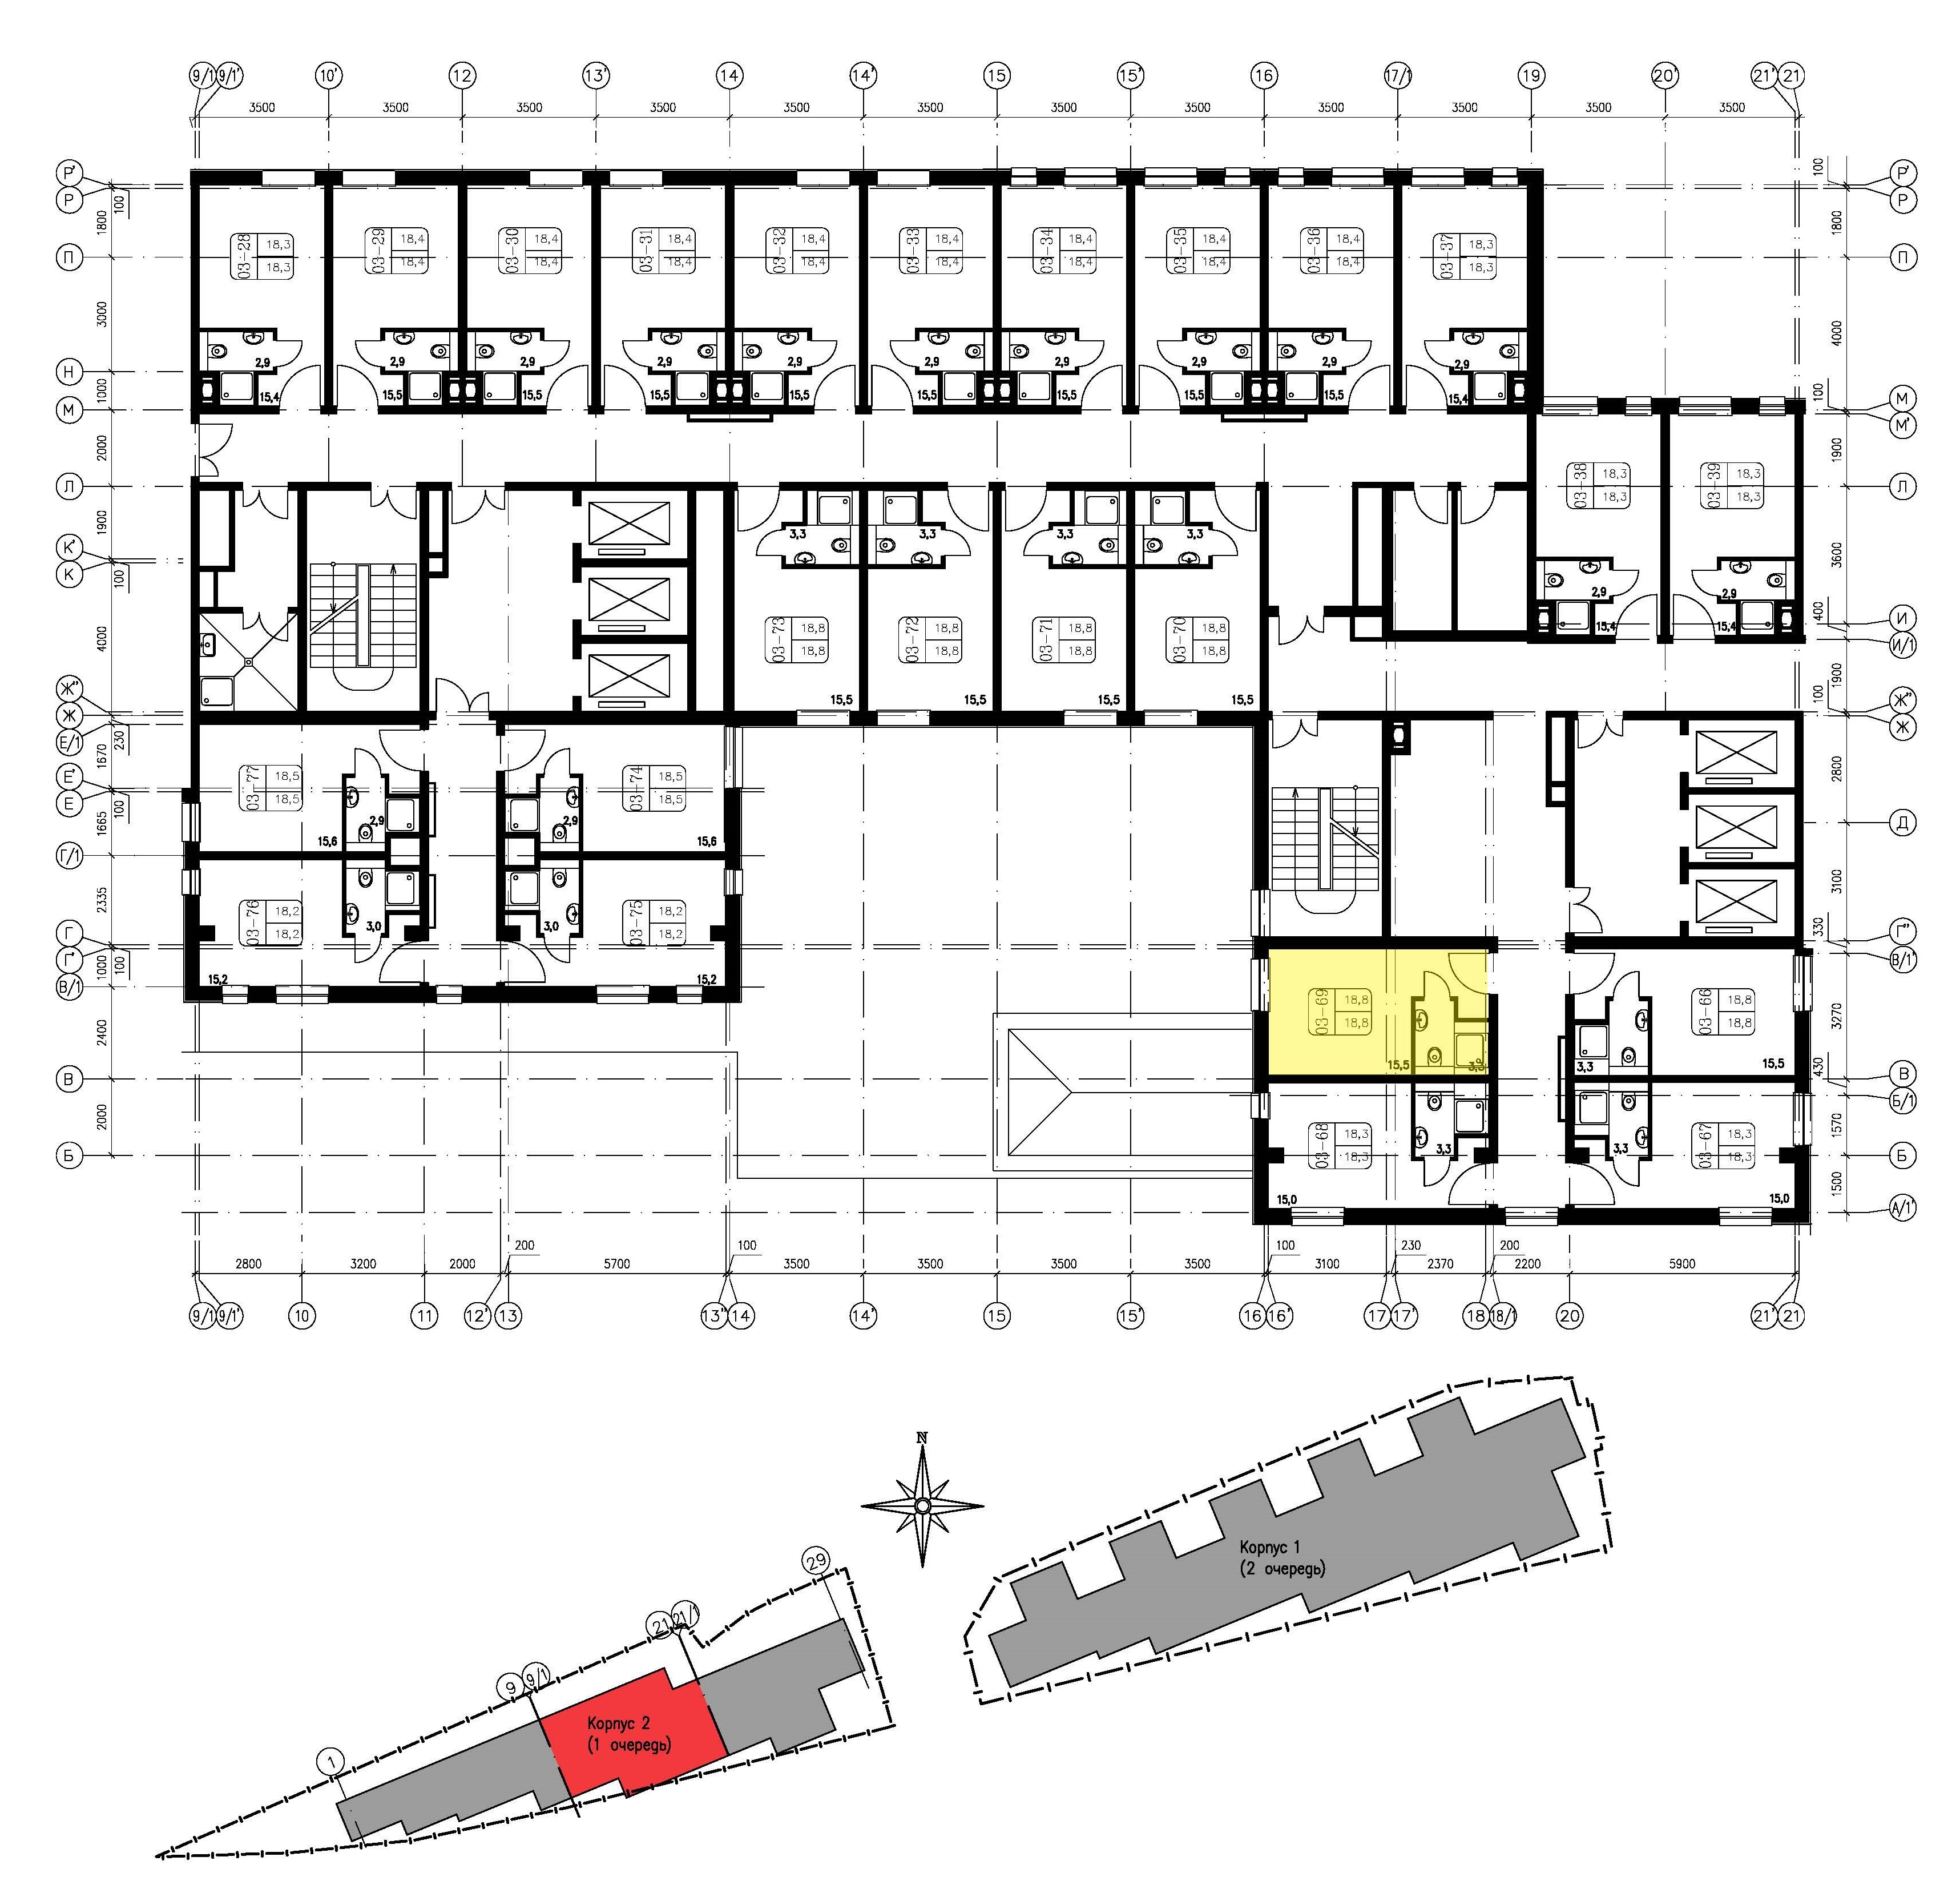 9/1 9/1' 10' 12 13' 14 14' 15 15' 16 17/1 19 20' 21' 21
3500 3500 3500 3500 3500 3500 3500 3500 3500 3500 3500 3500
Р' Р П Н М Л К' К Ж" Ж Е/1 Е' Е Г/1 Г Г' В/1 В Б
100 1800 3000 1000 2000 1900 100 4000 230 1670 100 1665 2335 1000 100 2400 2000
Р' Р П М М' Л И И/1 Ж" Ж Д Г" В/1' В Б/1 Б А/1'
100 1800 4000 100 1900 3600 400 1900 100 2800 3100 330 3270 430 1570 1500
03-28 18,3 18,3
03-29 18,4 18,4
03-30 18,4 18,4
03-31 18,4 18,4
03-32 18,4 18,4
03-33 18,4 18,4
03-34 18,4 18,4
03-35 18,4 18,4
03-36 18,4 18,4
03-37 18,3 18,3
2,9 2,9 2,9 2,9 2,9 2,9 2,9 2,9 2,9 2,9
15,4 15,5 15,5 15,5 15,5 15,5 15,5 15,5 15,5 15,4
03-38 18,3 18,3
03-39 18,3 18,3
2,9 2,9
15,4 15,4
3,3 3,3 3,3 3,3
03-73 18,8 18,8
03-72 18,8 18,8
03-71 18,8 18,8
03-70 18,8 18,8
15,5 15,5 15,5 15,5
03-77 18,5 18,5
03-74 18,5 18,5
15,6 2,9 2,9 15,6
03-76 18,2 18,2
03-75 18,2 18,2
3,0 3,0
15,2 15,2
03-69 18,8 18,8
03-66 18,8 18,8
15,5 3,3 3,3 15,5
03-68 18,3 18,3
03-67 18,3 18,3
3,3 3,3
15,0 15,0
200 100 100 230 200
2800 3200 2000 5700 3500 3500 3500 3500 3100 2370 2200 5900
9/1 9/1' 10 11 12' 13 13" 14 14' 15 15' 16 16' 17 17' 18 18/1 20 21' 21
N
Корпус 1
(2 очередь)
29
21 21/1
9 9/1
Корпус 2
(1 очередь)
1